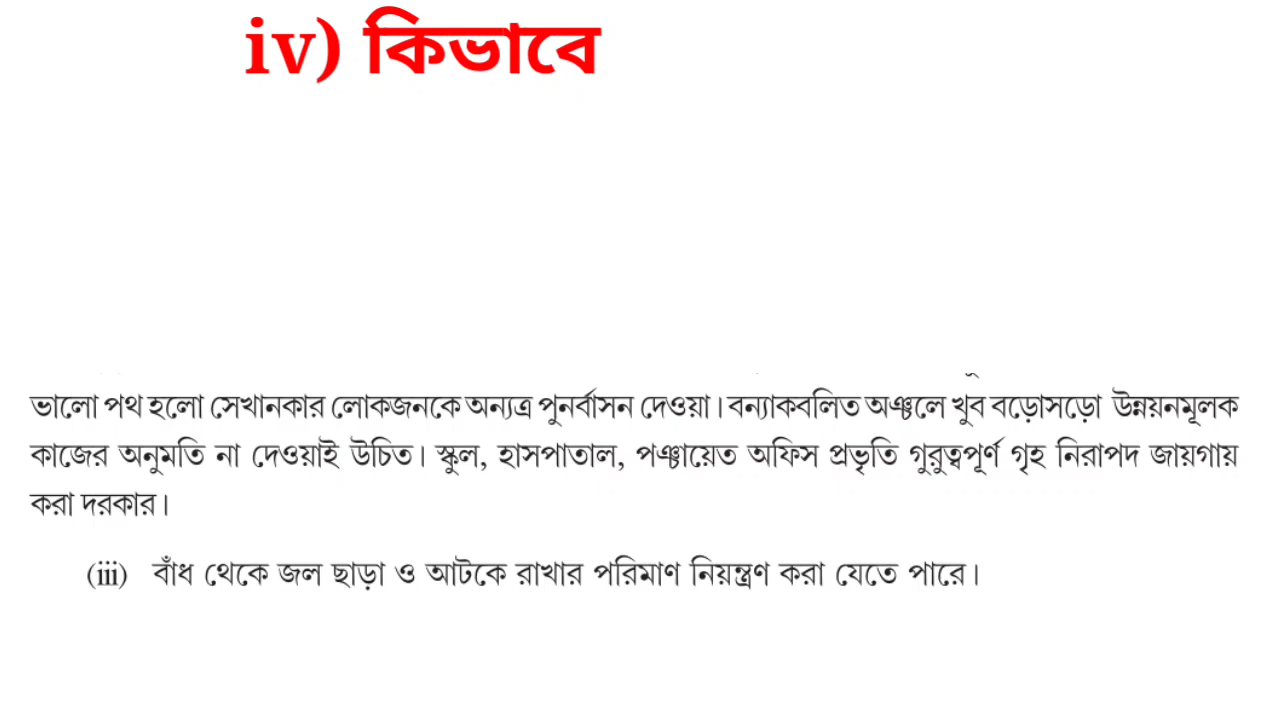 iv) কিভাবে
ভালো পথ হলো সেখানকার লোকজনকে অন্যত্র পুনর্বাসন দেওয়া। বন্যাকবলিত অঞ্চলে খুব বড়োসড়ো উন্নয়নমূলক
কাজের অনুমতি না দেওয়াই উচিত। স্কুল, হাসপাতাল, পঞ্চায়েত অফিস প্রভৃতি গুরুত্বপূর্ণ গৃহ নিরাপদ জায়গায়
করা দরকার।
(iii) বাঁধ থেকে জল ছাড়া ও আটকে রাখার পরিমাণ নিয়ন্ত্রণ করা যেতে পারে।